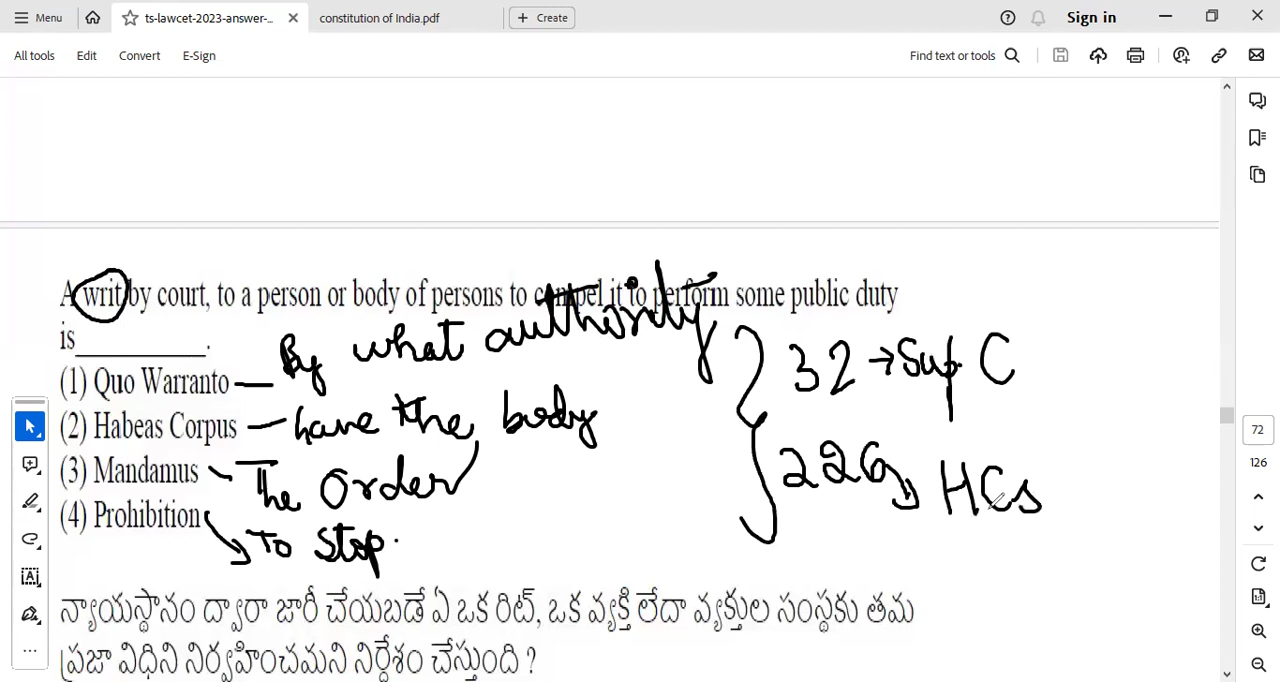 Menu ts-lawcet-2023-answer-... constitution of India.pdf Create Sign in
All tools Edit Convert E-Sign Find text or tools
A writ by court, to a person or body of persons to compel it to perform some public duty
is__________.
By what authority
(1) Quo Warranto
(2) Habeas Corpus
have the body
(3) Mandamus
The Order
(4) Prohibition
To Stop.
32 → Sup. C
226 → HCs
72
126
న్యాయస్థానం ద్వారా జారీ చేయబడే ఏ ఒక రిట్, ఒక వ్యక్తి లేదా వ్యక్తుల సంస్థకు తమ
ప్రజా విధిని నిర్వహించమని నిర్దేశం చేస్తుంది ?